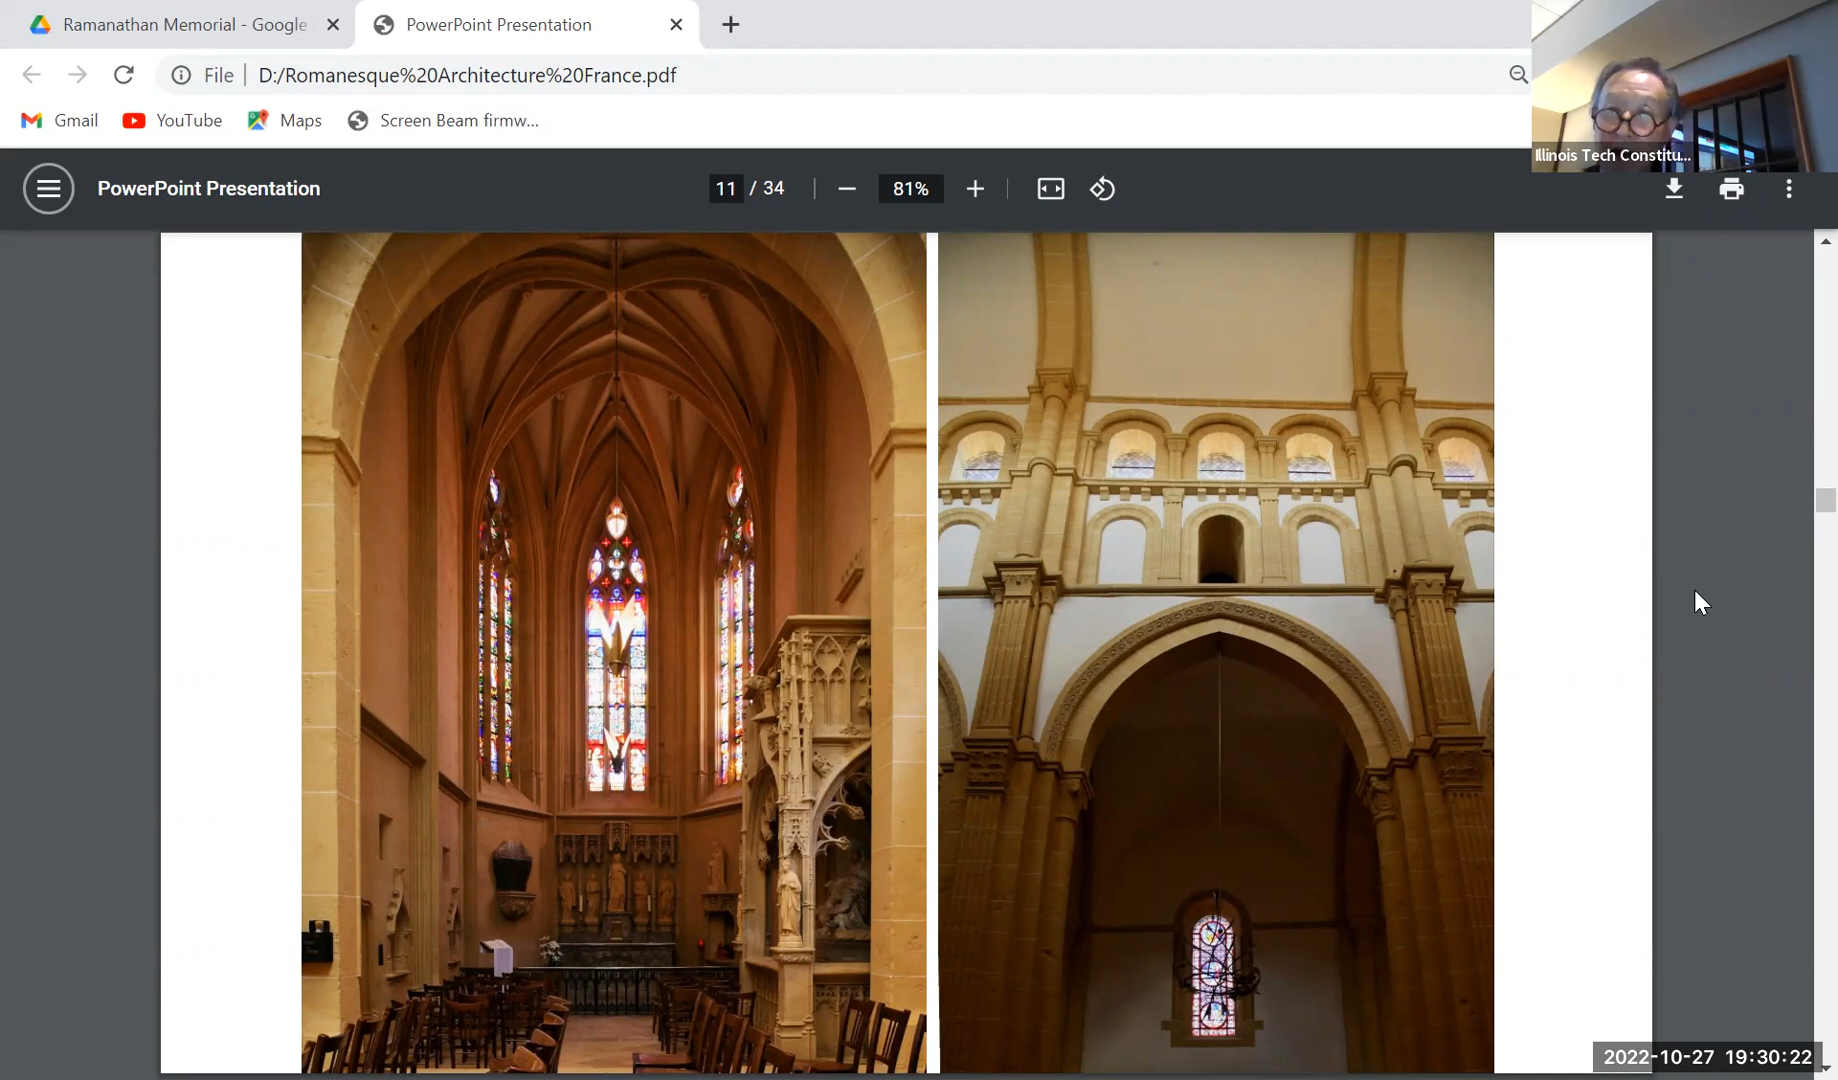 Ramanathan Memorial - Google
PowerPoint Presentation
File
D:/Romanesque%20Architecture%20France.pdf
Gmail
YouTube
Maps
Screen Beam firmw...
Illinois Tech Constitu...
PowerPoint Presentation
11 / 34
81%
2022-10-27 19:30:22